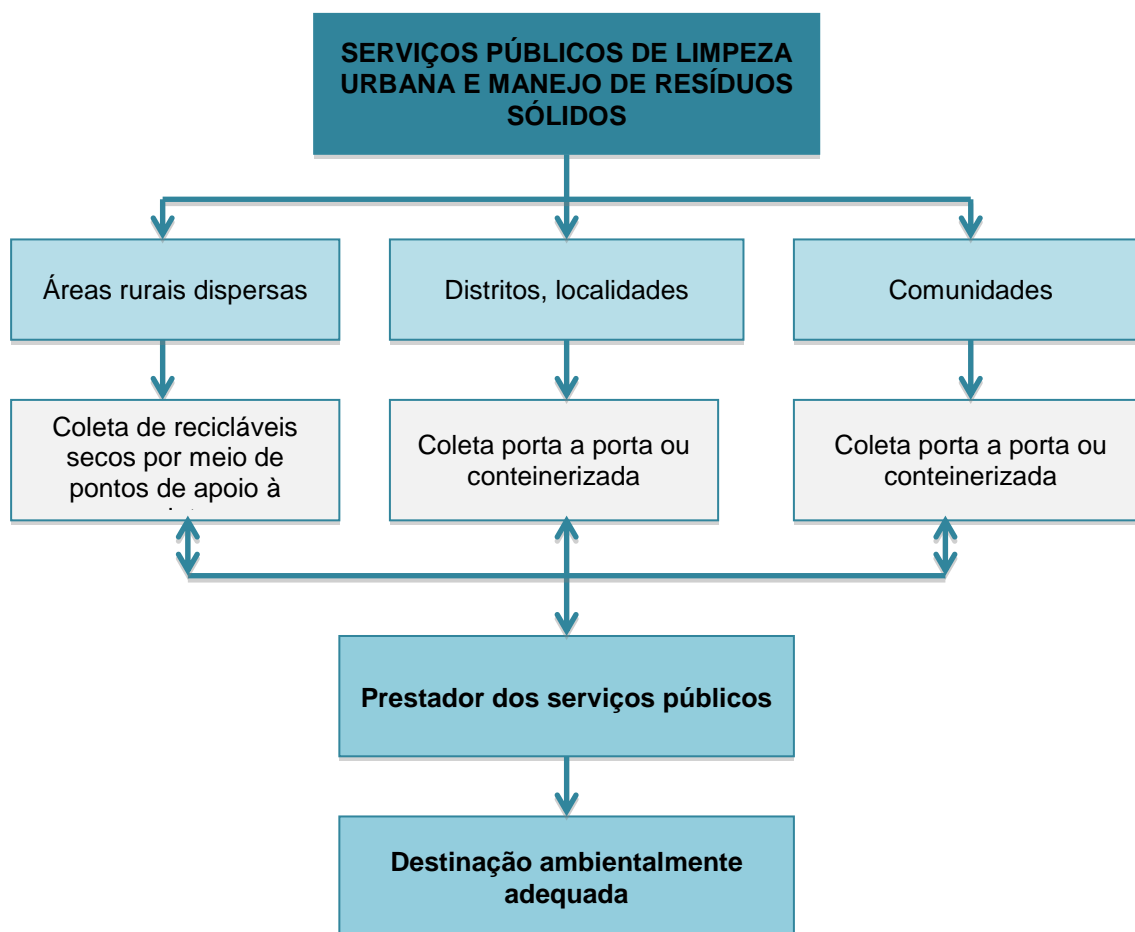 SERVIÇOS PÚBLICOS DE LIMPEZA
URBANA E MANEJO DE RESÍDUOS
SÓLIDOS
Áreas rurais dispersas
Distritos, localidades
Comunidades
Coleta de recicláveis
secos por meio de
pontos de apoio à
Coleta porta a porta ou
conteinerizada
Coleta porta a porta ou
conteinerizada
Prestador dos serviços públicos
Destinação ambientalmente
adequada